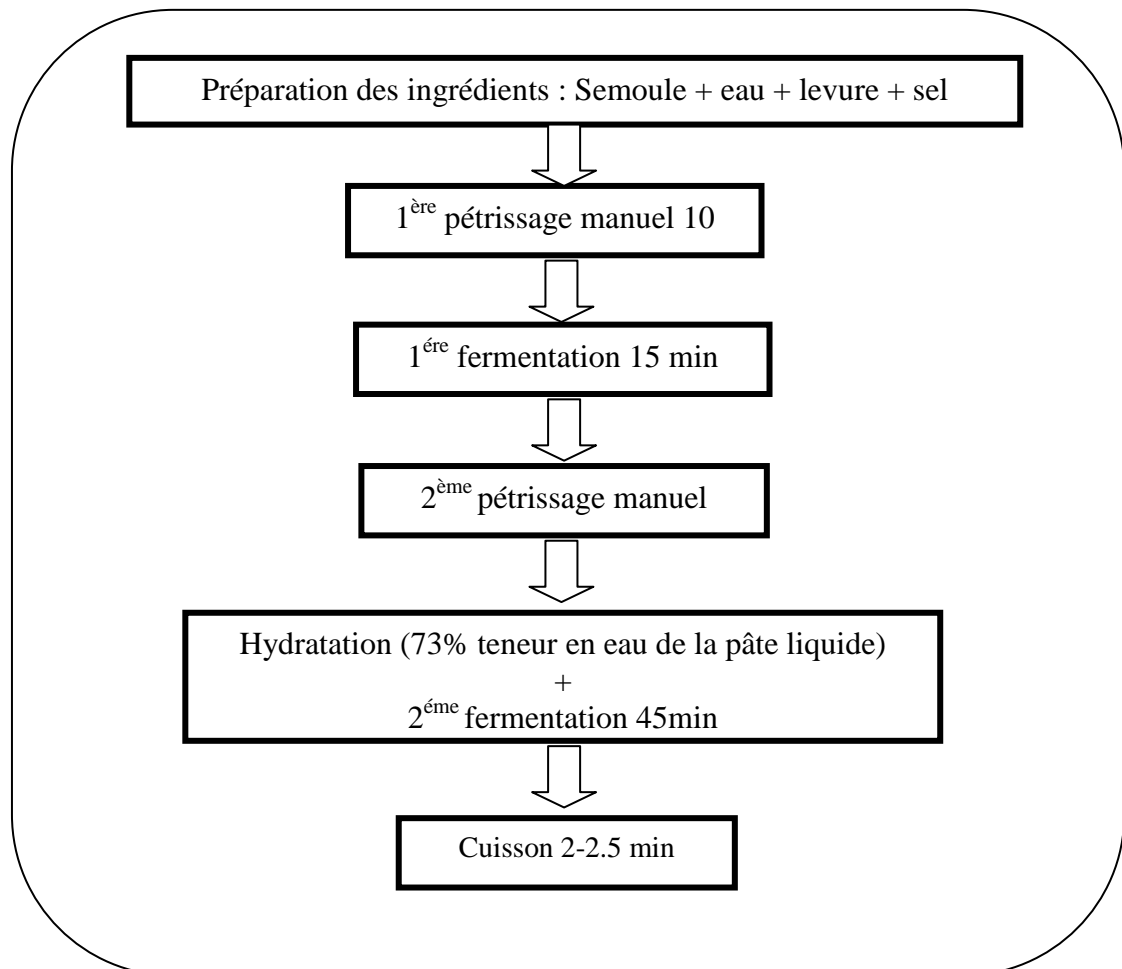 Préparation des ingrédients : Semoule + eau + levure + sel
1ère pétrissage manuel 10
1ére fermentation 15 min
2ème pétrissage manuel
Hydratation (73% teneur en eau de la pâte liquide)
+
2éme fermentation 45min
Cuisson 2-2.5 min